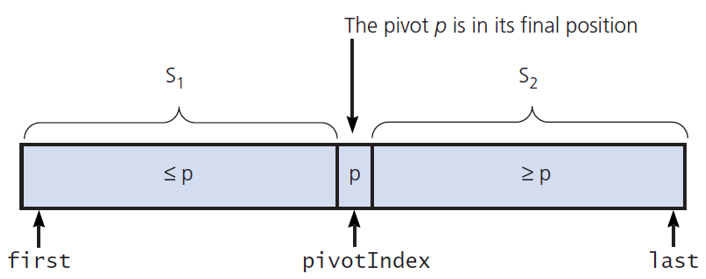 The pivot p is in its final position
S1 S2
≤ p p ≥ p
first pivotIndex last